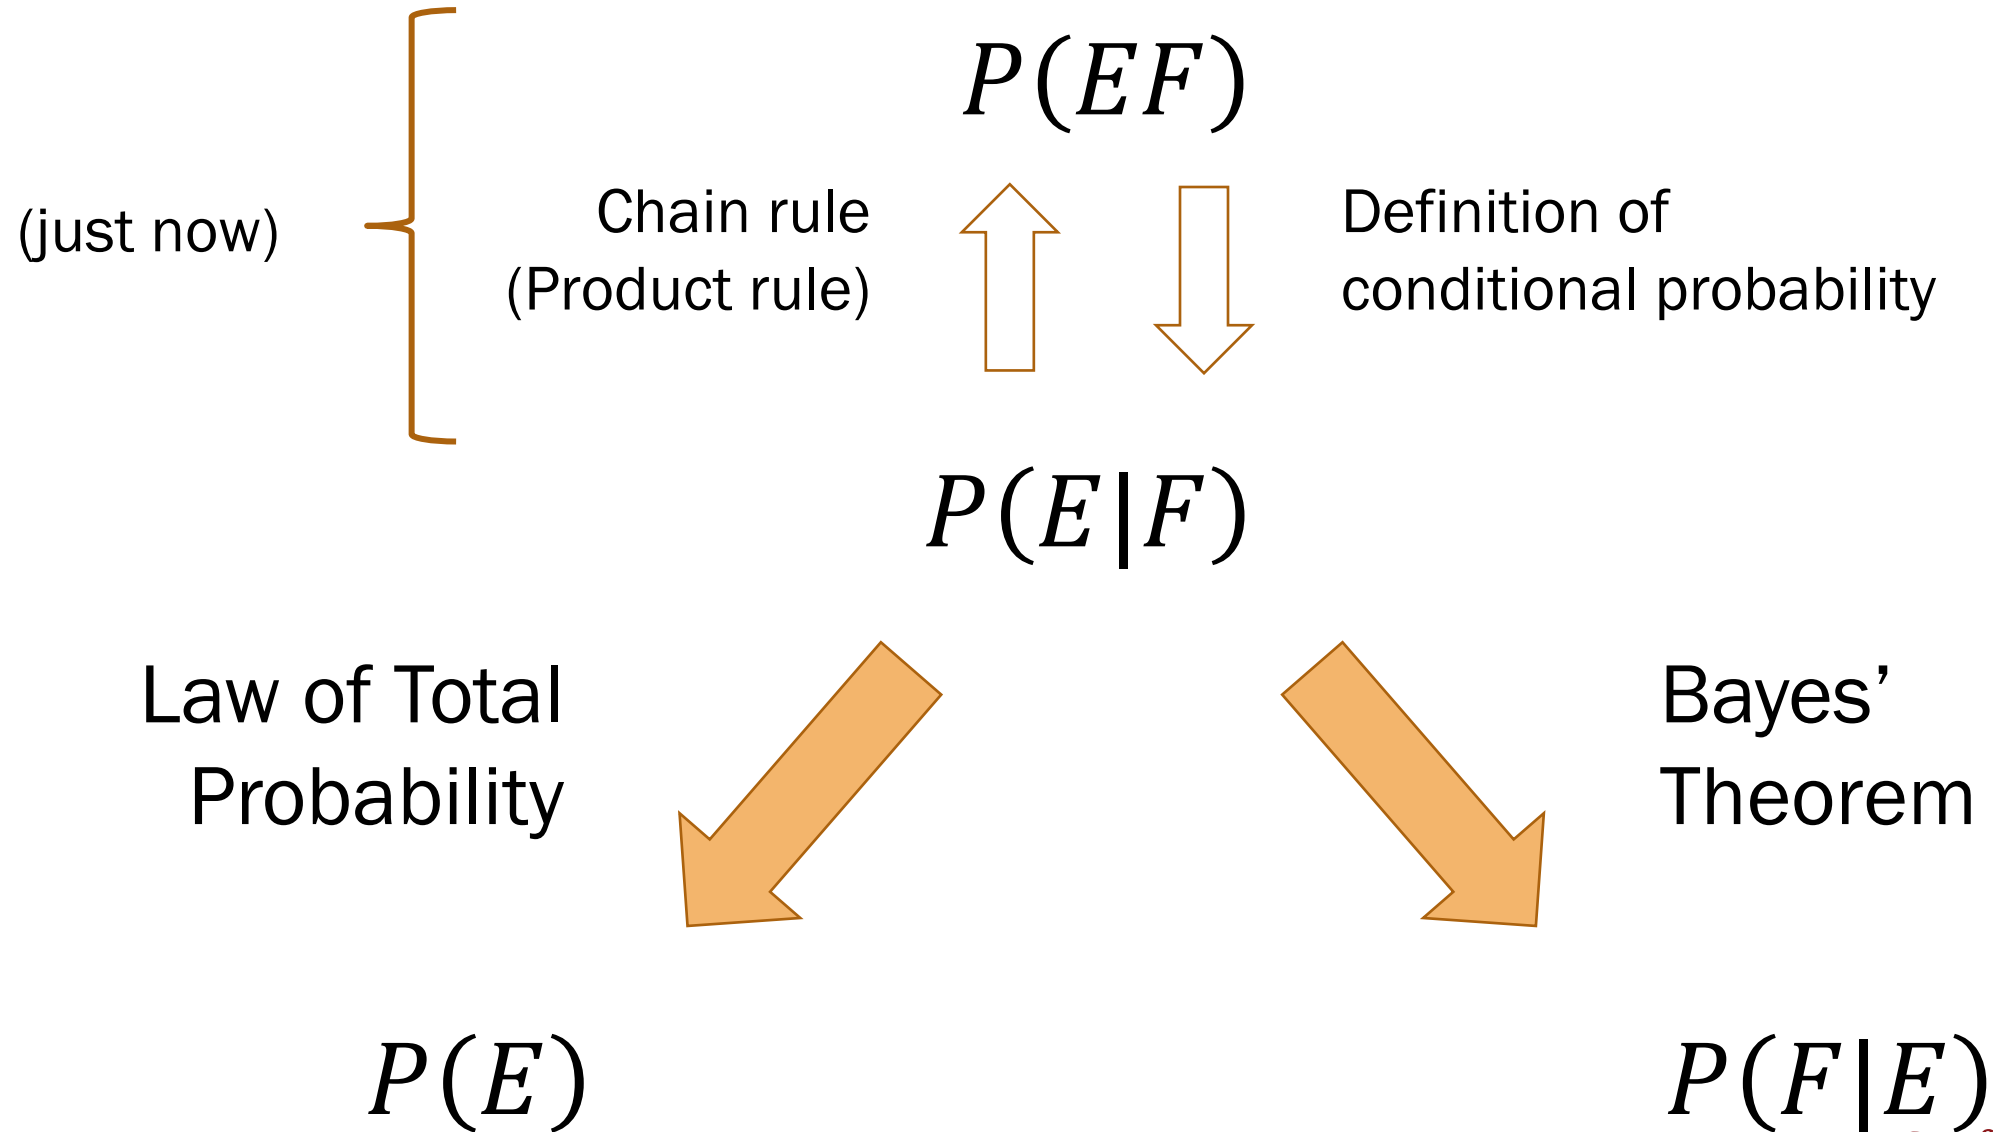 P(EF)
(just now)
Chain rule
(Product rule)
Definition of
conditional probability
P(E|F)
Law of Total
Probability
Bayes’
Theorem
P(E)
P(F|E)